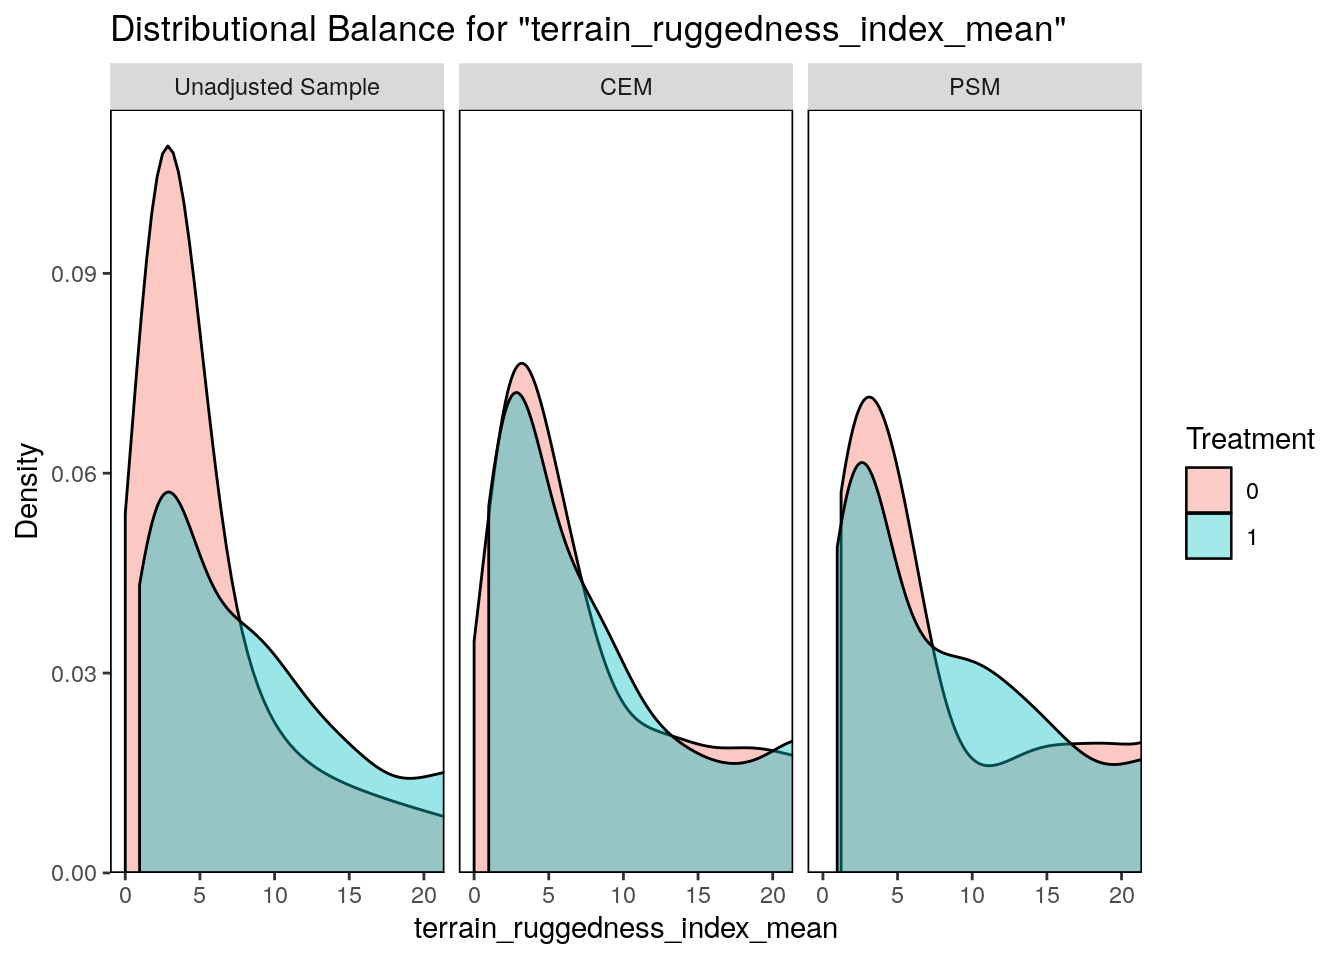 Distributional Balance for "terrain_ruggedness_index_mean"
Unadjusted Sample
CEM
PSM
Density
0.09
0.06
0.03
0.00
0 5 10 15 20
0 5 10 15 20
0 5 10 15 20
terrain_ruggedness_index_mean
Treatment
0
1